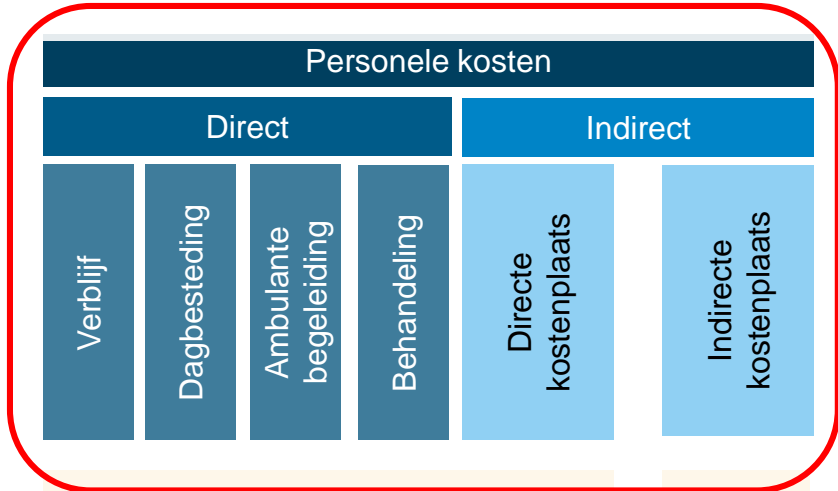 Personele kosten
Direct
Indirect
Verblijf
Dagbesteding
Ambulante
begeleiding
Behandeling
Directe
kostenplaats
Indirecte
kostenplaats